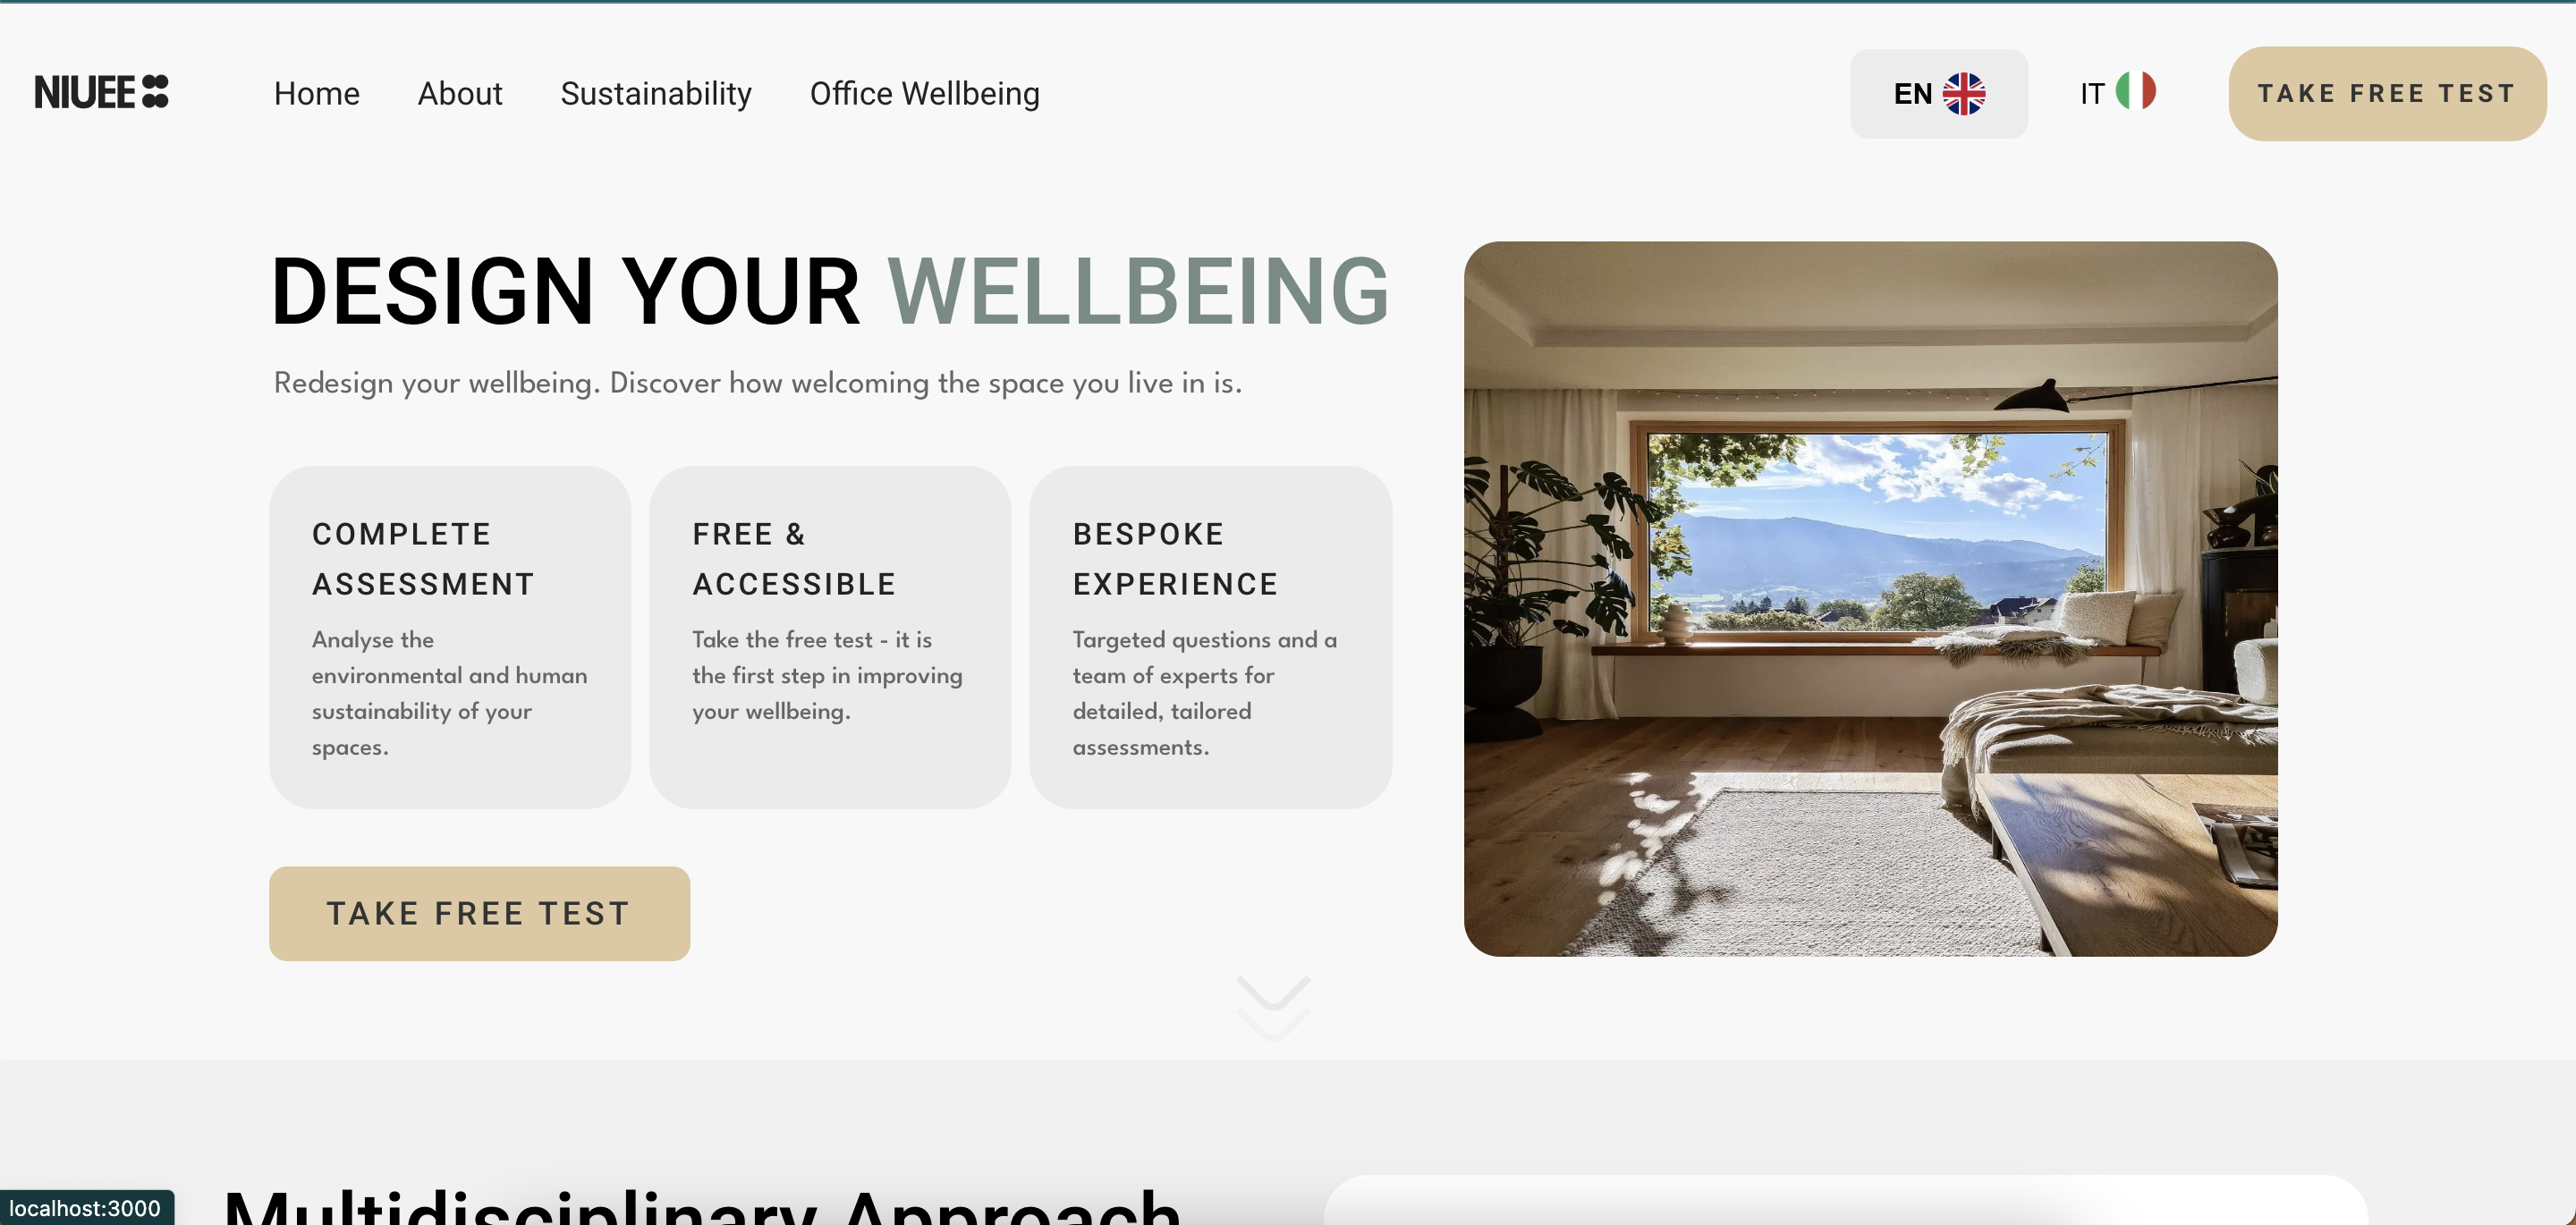 NIUEE
Home
About
Sustainability
Office Wellbeing
EN
IT
TAKE FREE TEST
DESIGN YOUR WELLBEING
Redesign your wellbeing. Discover how welcoming the space you live in is.
COMPLETE
ASSESSMENT
Analyse the
environmental and human
sustainability of your
spaces.
FREE &
ACCESSIBLE
Take the free test - it is
the first step in improving
your wellbeing.
BESPOKE
EXPERIENCE
Targeted questions and a
team of experts for
detailed, tailored
assessments.
TAKE FREE TEST
Multidisciplinary Approach
localhost:3000